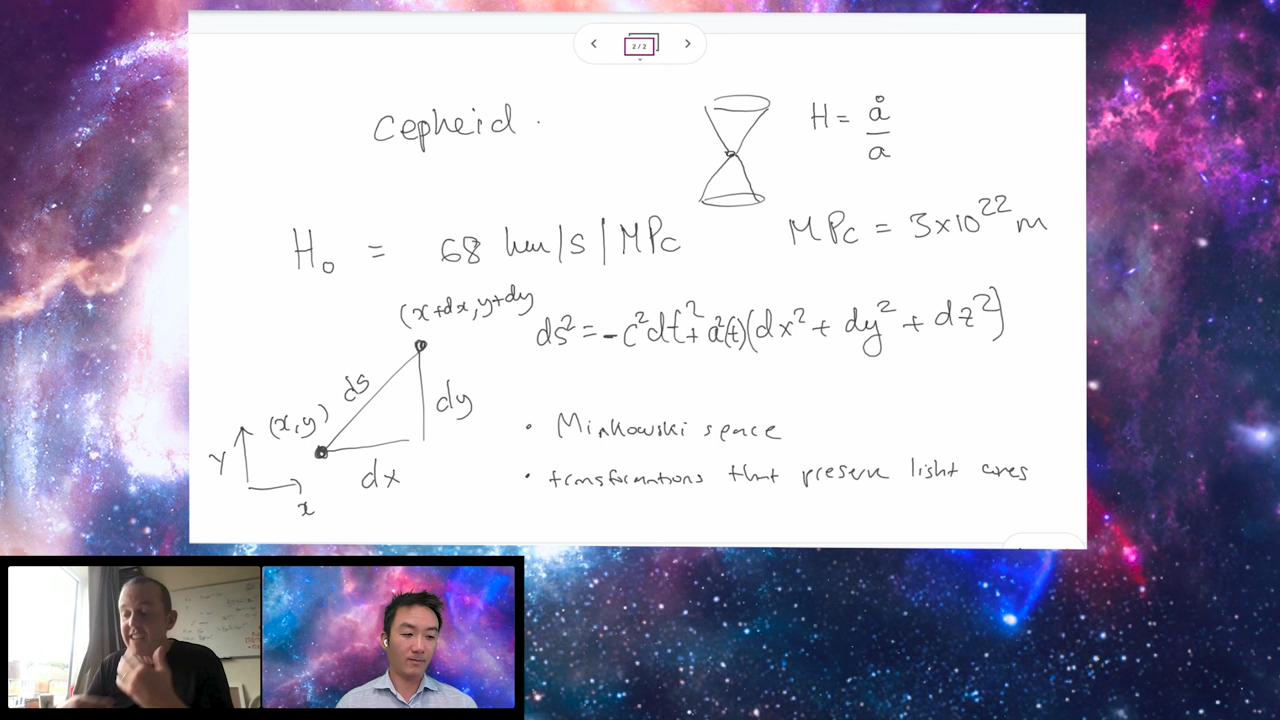 2/2
Cepheid.
H = ȧ/a
H₀ = 68 km/s/MPc
MPc = 3×10²² m
(x+dx, y+dy
ds² = -c²dt² + a²(t)(dx² + dy² + dz²)
ds
(x,y)
dy
Y
dx
x
• Minkowski space
• transformations that preserve light cones